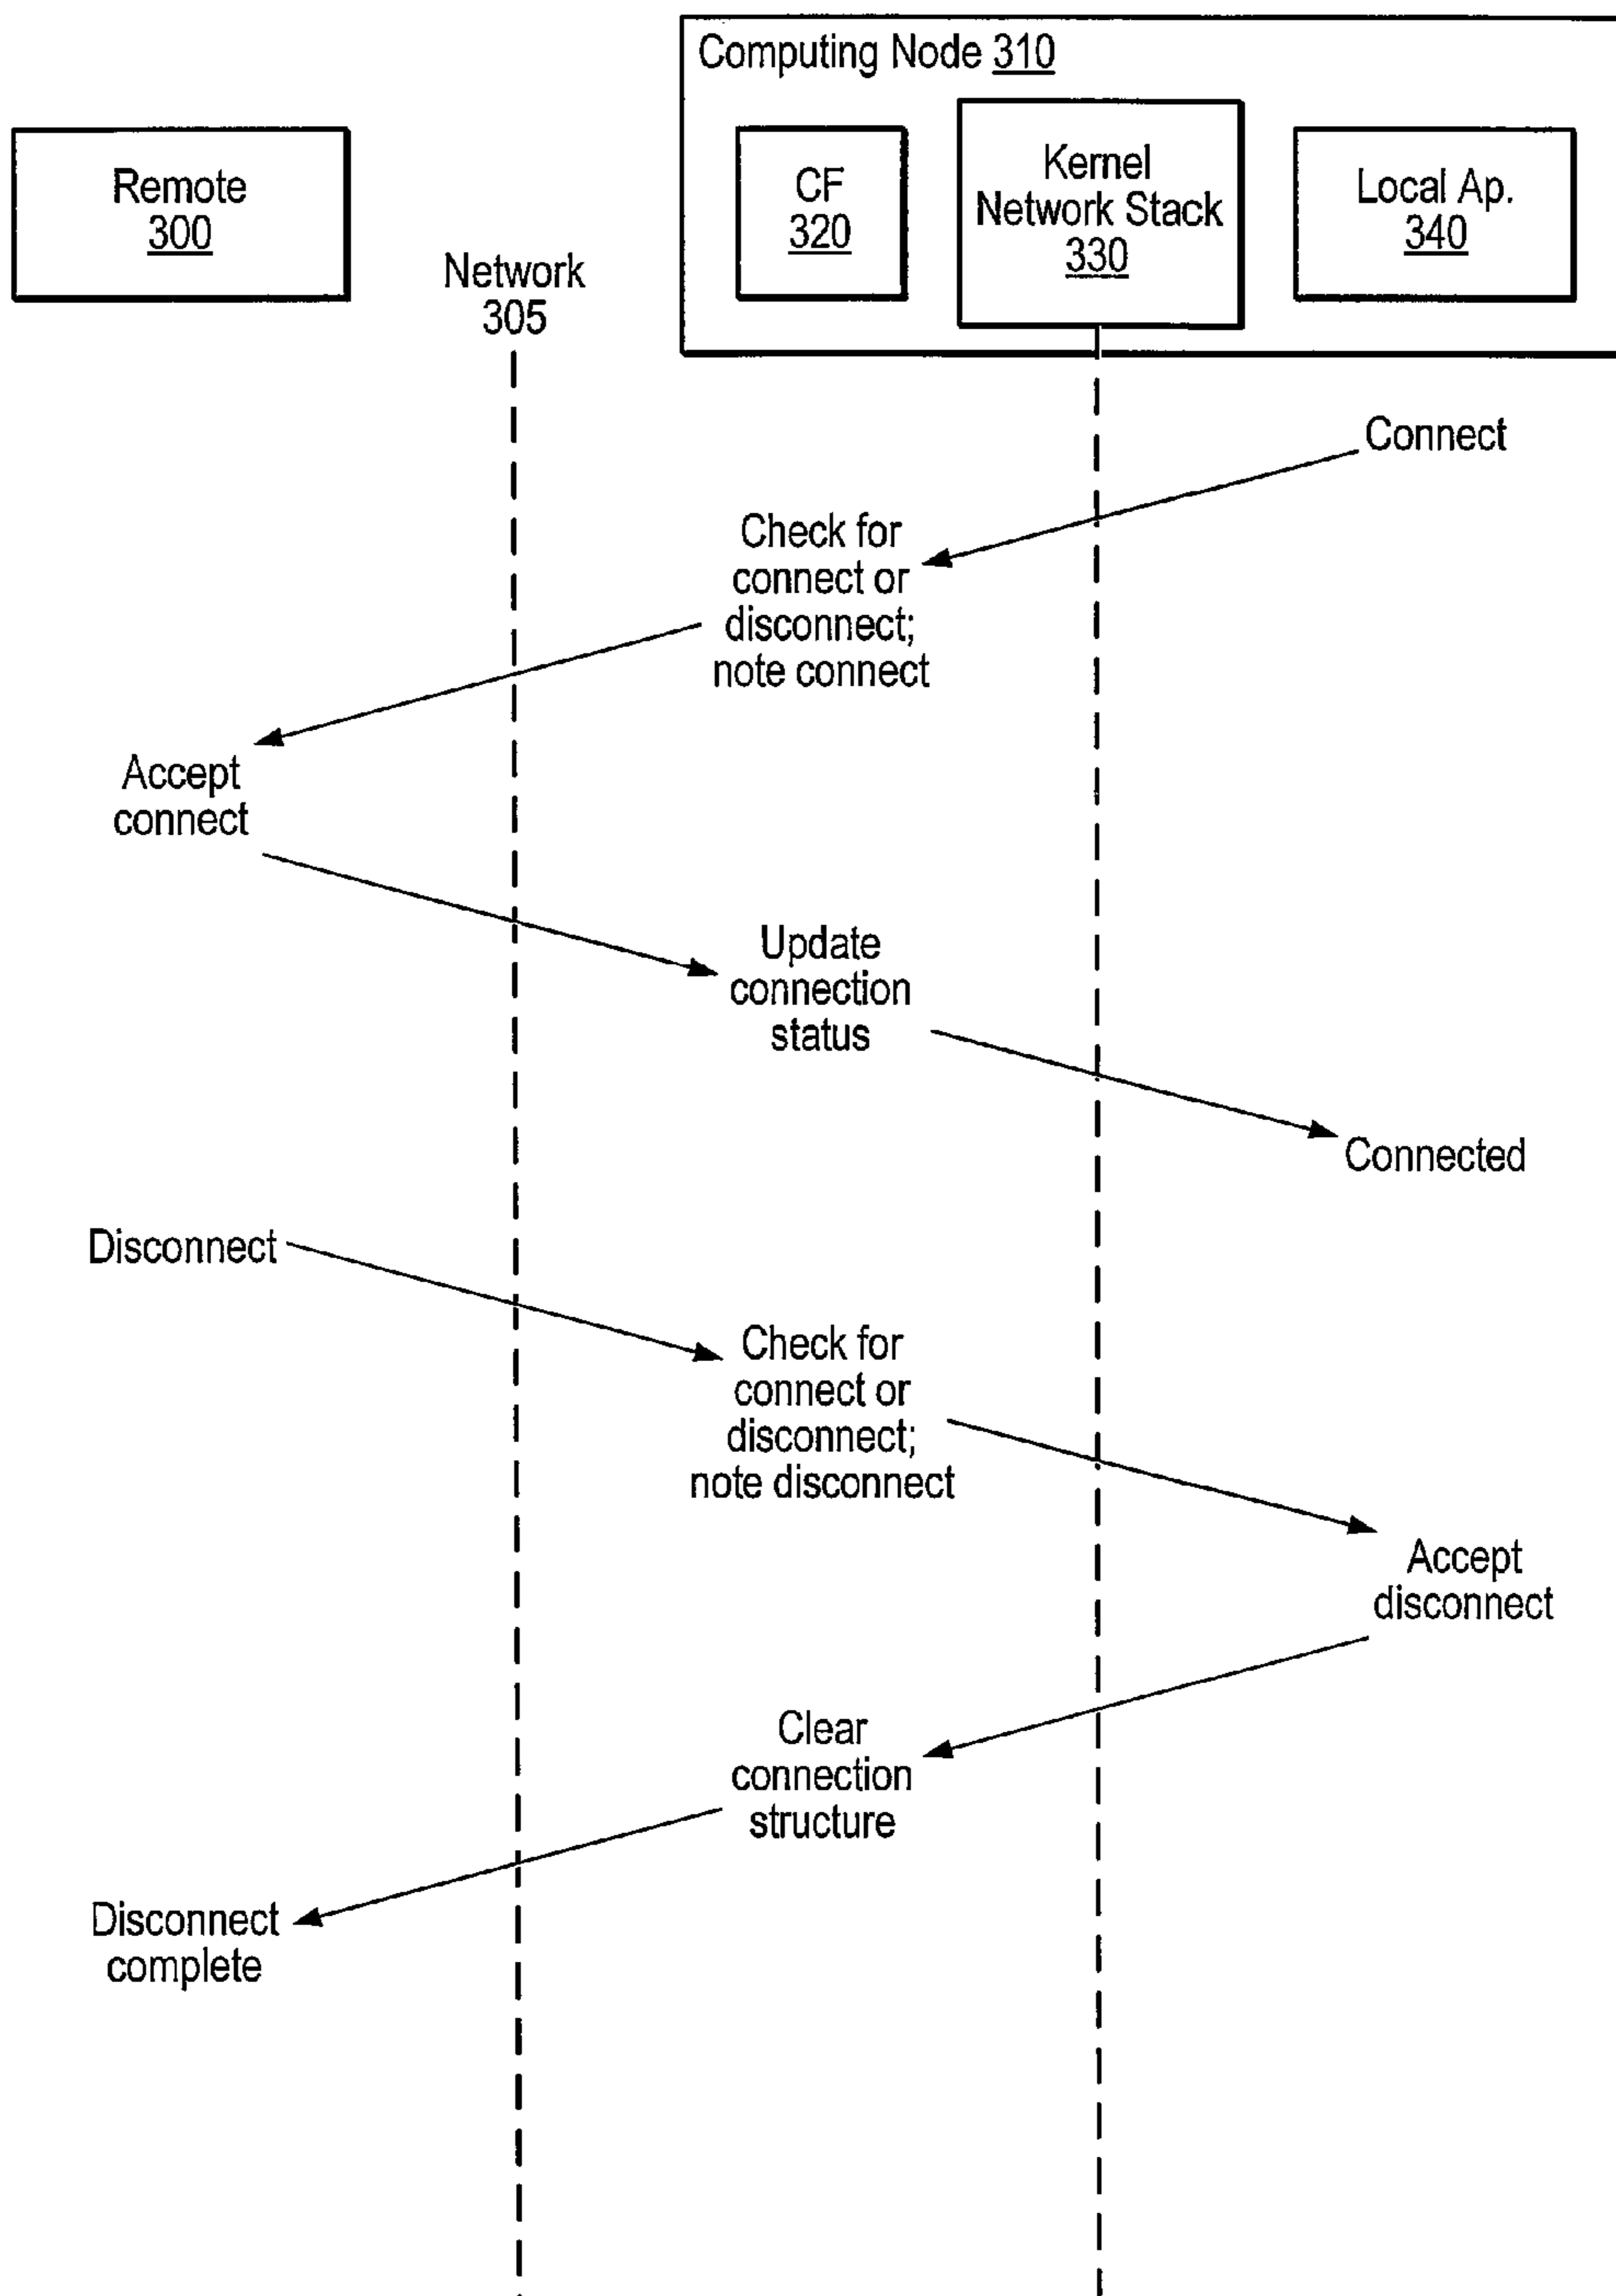 Computing Node 310
Remote
300
Network
305
CF
320
Kernel
Network Stack
330
Local Ap.
340
Connect
Check for
connect or
disconnect;
note connect
Accept
connect
Update
connection
status
Connected
Disconnect
Check for
connect or
disconnect;
note disconnect
Accept
disconnect
Clear
connection
structure
Disconnect
complete